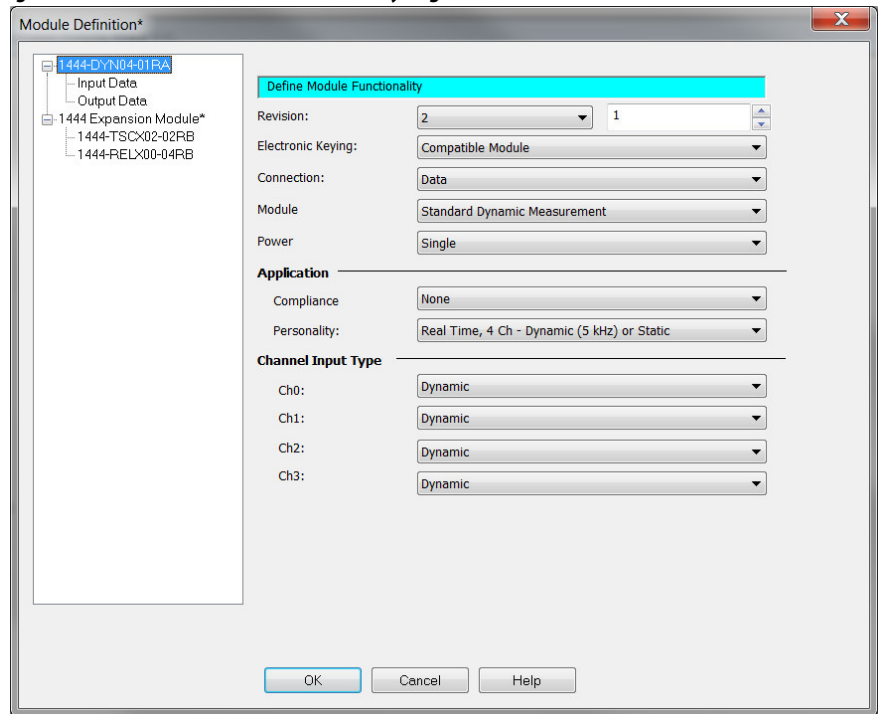 Module Definition*
1444-DYN04-01RA
Input Data
Output Data
1444 Expansion Module*
1444-TSCX02-02RB
1444-RELX00-04RB
Define Module Functionality
Revision: 2 1
Electronic Keying: Compatible Module
Connection: Data
Module Standard Dynamic Measurement
Power Single
Application
Compliance None
Personality: Real Time, 4 Ch - Dynamic (5 kHz) or Static
Channel Input Type
Ch0: Dynamic
Ch1: Dynamic
Ch2: Dynamic
Ch3: Dynamic
OK Cancel Help